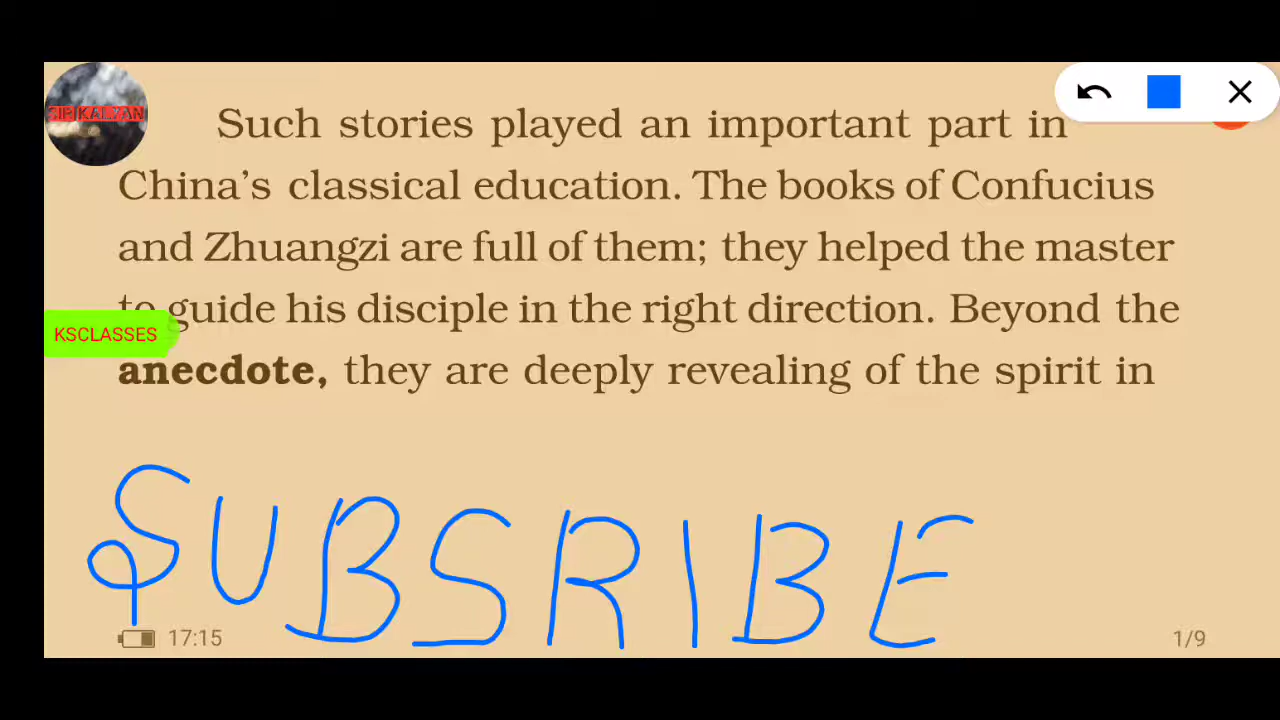 SIRIKALYAN
Such stories played an important part in
China's classical education. The books of Confucius
and Zhuangzi are full of them; they helped the master
to guide his disciple in the right direction. Beyond the
KSCLASSES
anecdote, they are deeply revealing of the spirit in
SUBSRIBE
17:15
1/9